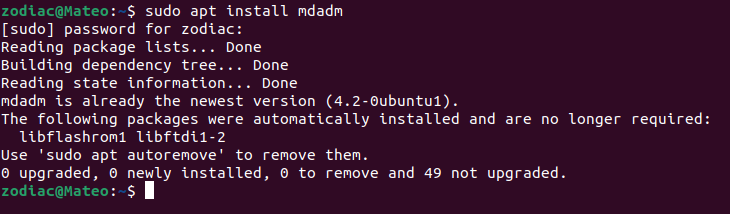 zodiac@Mateo:~$ sudo apt install mdadm
[sudo] password for zodiac:
Reading package lists... Done
Building dependency tree... Done
Reading state information... Done
mdadm is already the newest version (4.2-0ubuntu1).
The following packages were automatically installed and are no longer required:
  libflashrom1 libftdi1-2
Use 'sudo apt autoremove' to remove them.
0 upgraded, 0 newly installed, 0 to remove and 49 not upgraded.
zodiac@Mateo:~$